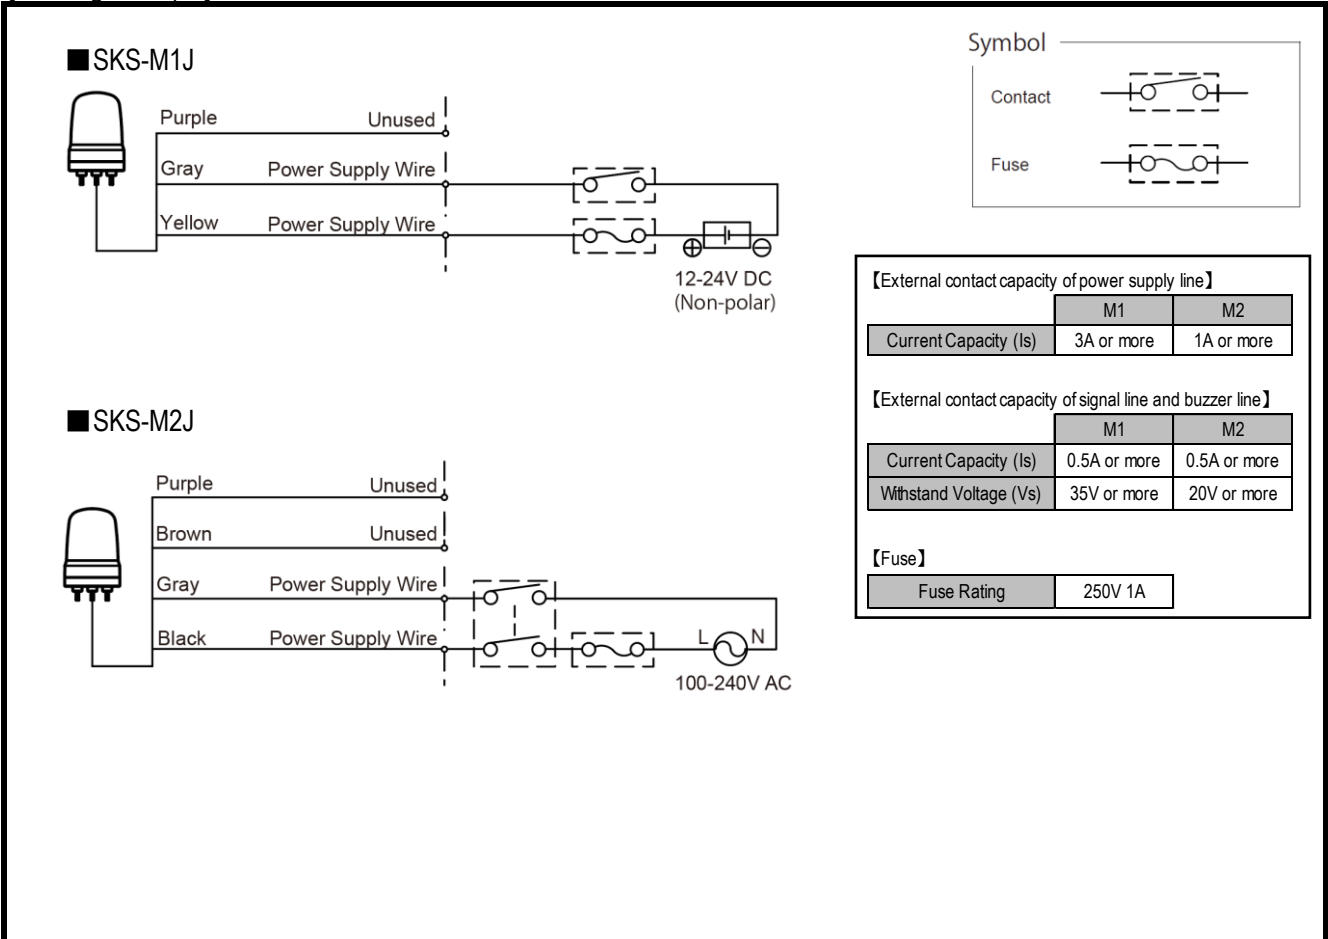 ■SKS-M1J
Purple Unused
Gray Power Supply Wire
Yellow Power Supply Wire
12-24V DC
(Non-polar)
Symbol
Contact
Fuse
【External contact capacity of power supply line】
M1 M2
Current Capacity (Is) 3A or more 1A or more
【External contact capacity of signal line and buzzer line】
M1 M2
Current Capacity (Is) 0.5A or more 0.5A or more
Withstand Voltage (Vs) 35V or more 20V or more
【Fuse】
Fuse Rating 250V 1A
■SKS-M2J
Purple Unused
Brown Unused
Gray Power Supply Wire
Black Power Supply Wire
L N
100-240V AC